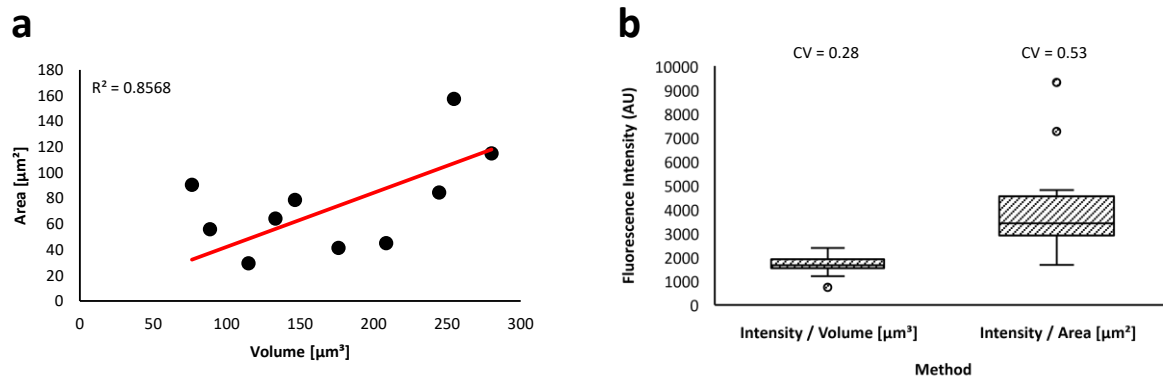 a
R² = 0.8568
Area [µm²]
180
160
140
120
100
80
60
40
20
0
0 50 100 150 200 250 300
Volume [µm³]
b
CV = 0.28 CV = 0.53
Fluorescence Intensity (AU)
10000
9000
8000
7000
6000
5000
4000
3000
2000
1000
0
Intensity / Volume [µm³] Intensity / Area [µm²]
Method